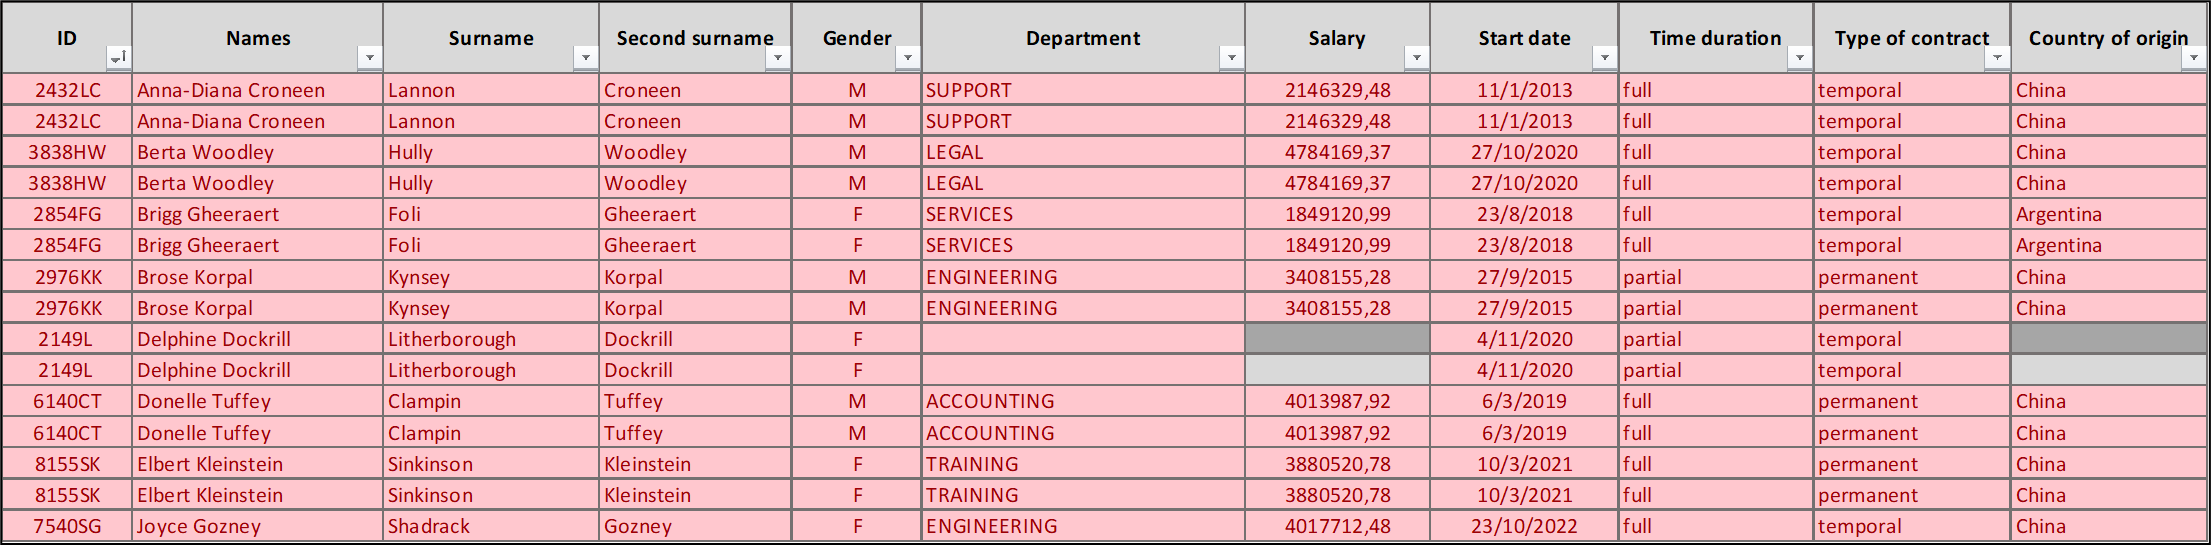 ID Names Surname Second surname Gender Department Salary Start date Time duration Type of contract Country of origin
2432LC Anna-Diana Croneen Lannon Croneen M SUPPORT 2146329,48 11/1/2013 full temporal China
2432LC Anna-Diana Croneen Lannon Croneen M SUPPORT 2146329,48 11/1/2013 full temporal China
3838HW Berta Woodley Hully Woodley M LEGAL 4784169,37 27/10/2020 full temporal China
3838HW Berta Woodley Hully Woodley M LEGAL 4784169,37 27/10/2020 full temporal China
2854FG Brigg Gheeraert Foli Gheeraert F SERVICES 1849120,99 23/8/2018 full temporal Argentina
2854FG Brigg Gheeraert Foli Gheeraert F SERVICES 1849120,99 23/8/2018 full temporal Argentina
2976KK Brose Korpal Kynsey Korpal M ENGINEERING 3408155,28 27/9/2015 partial permanent China
2976KK Brose Korpal Kynsey Korpal M ENGINEERING 3408155,28 27/9/2015 partial permanent China
2149L Delphine Dockrill Litherborough Dockrill F 4/11/2020 partial temporal
2149L Delphine Dockrill Litherborough Dockrill F 4/11/2020 partial temporal
6140CT Donelle Tuffey Clampin Tuffey M ACCOUNTING 4013987,92 6/3/2019 full permanent China
6140CT Donelle Tuffey Clampin Tuffey M ACCOUNTING 4013987,92 6/3/2019 full permanent China
8155SK Elbert Kleinstein Sinkinson Kleinstein F TRAINING 3880520,78 10/3/2021 full permanent China
8155SK Elbert Kleinstein Sinkinson Kleinstein F TRAINING 3880520,78 10/3/2021 full permanent China
7540SG Joyce Gozney Shadrack Gozney F ENGINEERING 4017712,48 23/10/2022 full temporal China